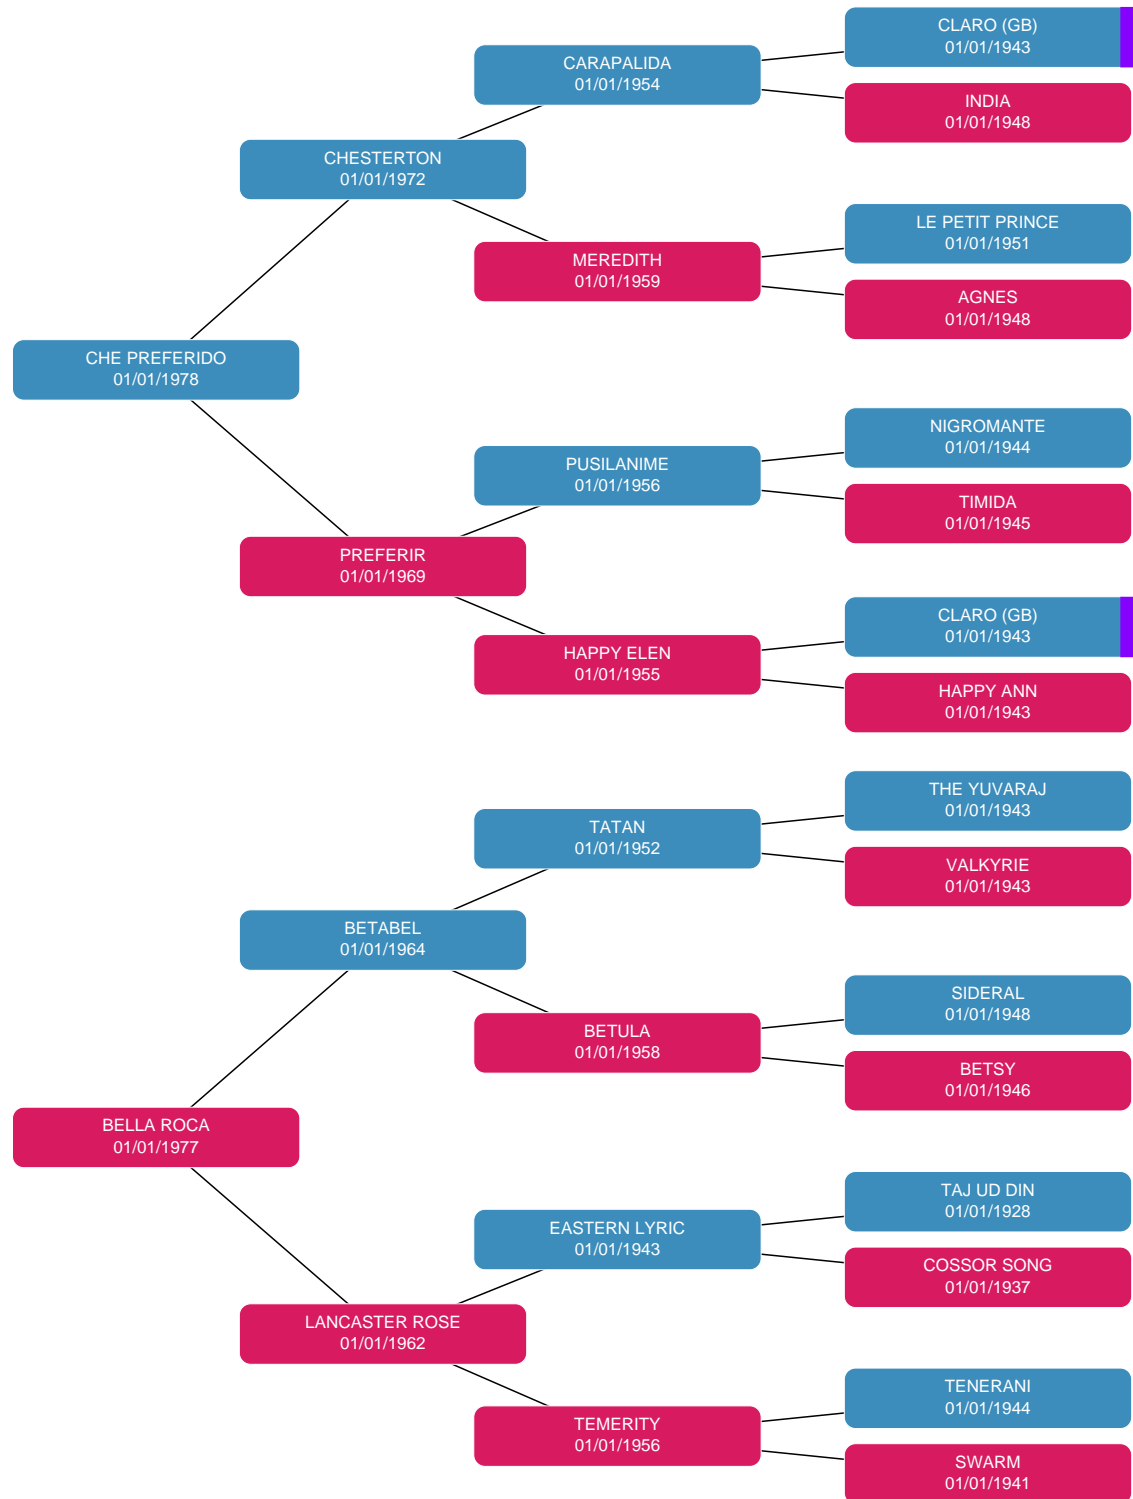 CLARO (GB)
01/01/1943
CARAPALIDA
01/01/1954
INDIA
01/01/1948
CHESTERTON
01/01/1972
LE PETIT PRINCE
01/01/1951
MEREDITH
01/01/1959
AGNES
01/01/1948
CHE PREFERIDO
01/01/1978
NIGROMANTE
01/01/1944
PUSILANIME
01/01/1956
TIMIDA
01/01/1945
PREFERIR
01/01/1969
CLARO (GB)
01/01/1943
HAPPY ELEN
01/01/1955
HAPPY ANN
01/01/1943
THE YUVARAJ
01/01/1943
TATAN
01/01/1952
VALKYRIE
01/01/1943
BETABEL
01/01/1964
SIDERAL
01/01/1948
BETULA
01/01/1958
BETSY
01/01/1946
BELLA ROCA
01/01/1977
TAJ UD DIN
01/01/1928
EASTERN LYRIC
01/01/1943
COSSOR SONG
01/01/1937
LANCASTER ROSE
01/01/1962
TENERANI
01/01/1944
TEMERITY
01/01/1956
SWARM
01/01/1941